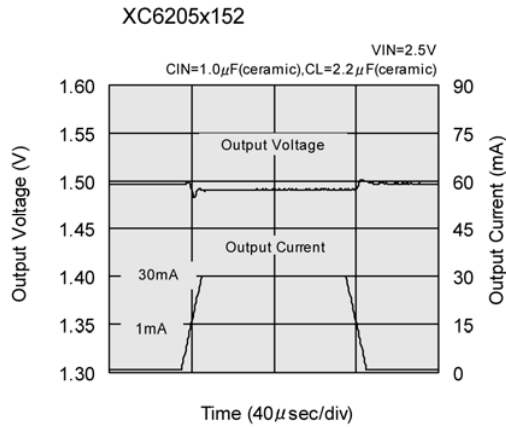 XC6205x152
VIN=2.5V
CIN=1.0μF(ceramic),CL=2.2μF(ceramic)
1.60
1.55
1.50
1.45
1.40
1.35
1.30
Output Voltage (V)
Output Voltage
Output Current
30mA
1mA
90
75
60
45
30
15
0
Output Current (mA)
Time (40μsec/div)